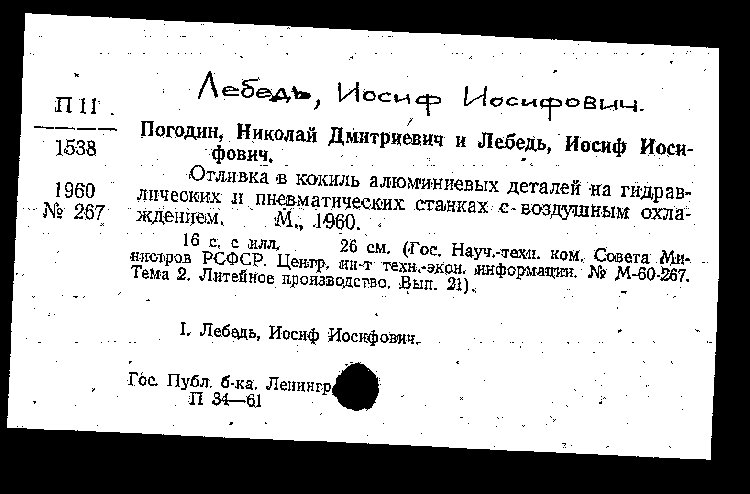 Лебедь, Иосиф Иосифович.
П 11
1538
1960
№ 267
Погодин, Николай Дмитриевич и Лебедь, Иосиф Иоси-
фович.
Отливка в кокиль алюминиевых деталей на гидрав-
лических и пневматических станках с воздушным охла-
ждением. М., 1960.
16 с. с илл. 26 см. (Гос. Науч.-техн. ком. Совета Ми-
нистров РСФСР. Центр. ин-т техн.-экон. информации. № М-60-267.
Тема 2. Литейное производство. Вып. 21).
I. Лебедь, Иосиф Иосифович.
Гос. Публ. б-ка. Ленингр
П 34—61